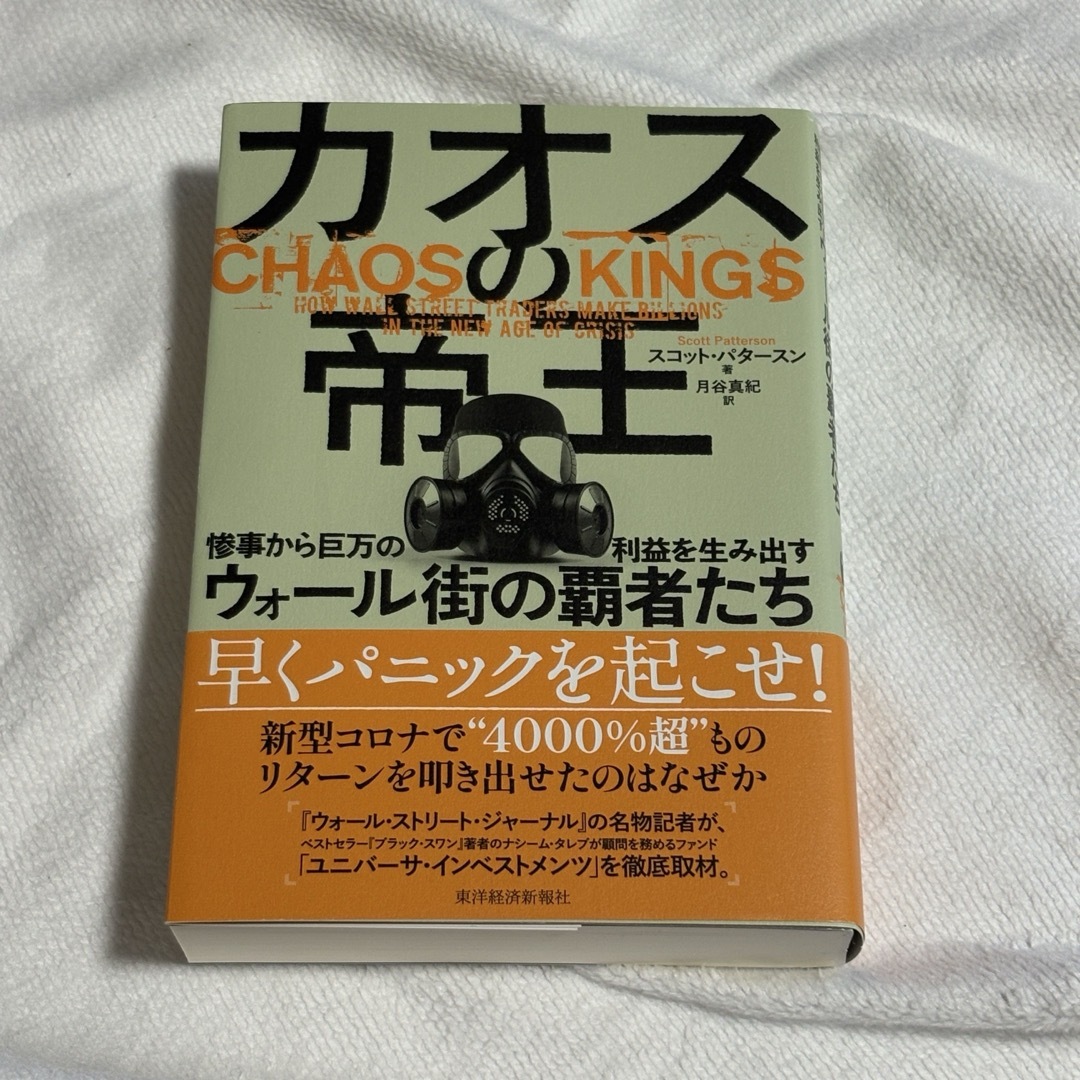 カオスの
CHAOS KINGS
HOW WALL STREET TRADERS MAKE BILLIONS
IN THE NEW AGE OF CRISIS
帝王
Scott Patterson
スコット・パタースン
著
月谷真紀
訳
惨事から巨万の利益を生み出す
ウォール街の覇者たち
早くパニックを起こせ!
新型コロナで“4000%超”もの
リターンを叩き出せたのはなぜか
『ウォール・ストリート・ジャーナル』の名物記者が、
ベストセラー『ブラック・スワン』著者のナシーム・タレブが顧問を務めるファンド
「ユニバーサ・インベストメンツ」を徹底取材。
東洋経済新報社